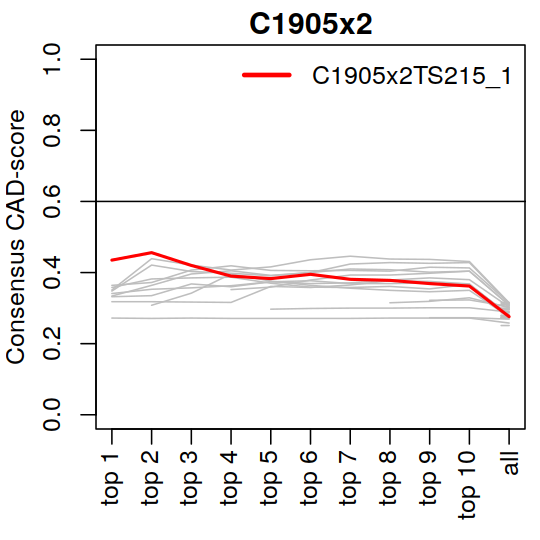 C1905x2
C1905x2TS215_1
Consensus CAD-score
1.0
0.8
0.6
0.4
0.2
0.0
top 1
top 2
top 3
top 4
top 5
top 6
top 7
top 8
top 9
top 10
all